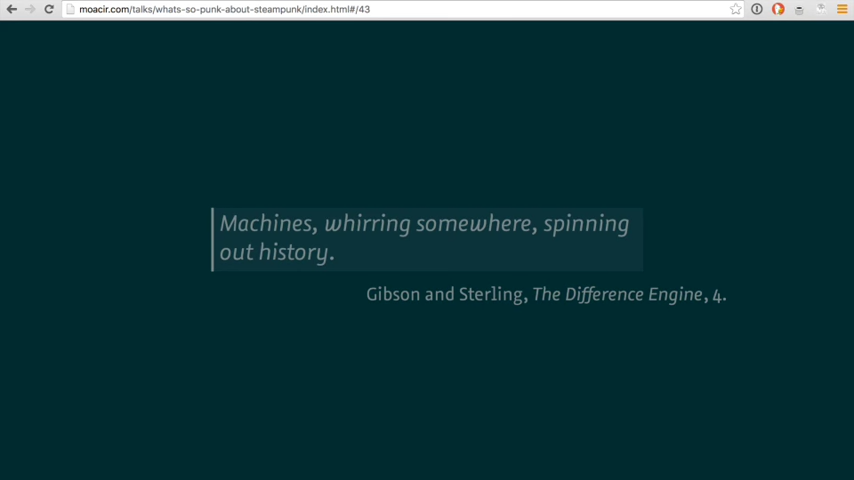 moacir.com/talks/whats-so-punk-about-steampunk/index.html#/43
Machines, whirring somewhere, spinning
out history.
Gibson and Sterling, The Difference Engine, 4.